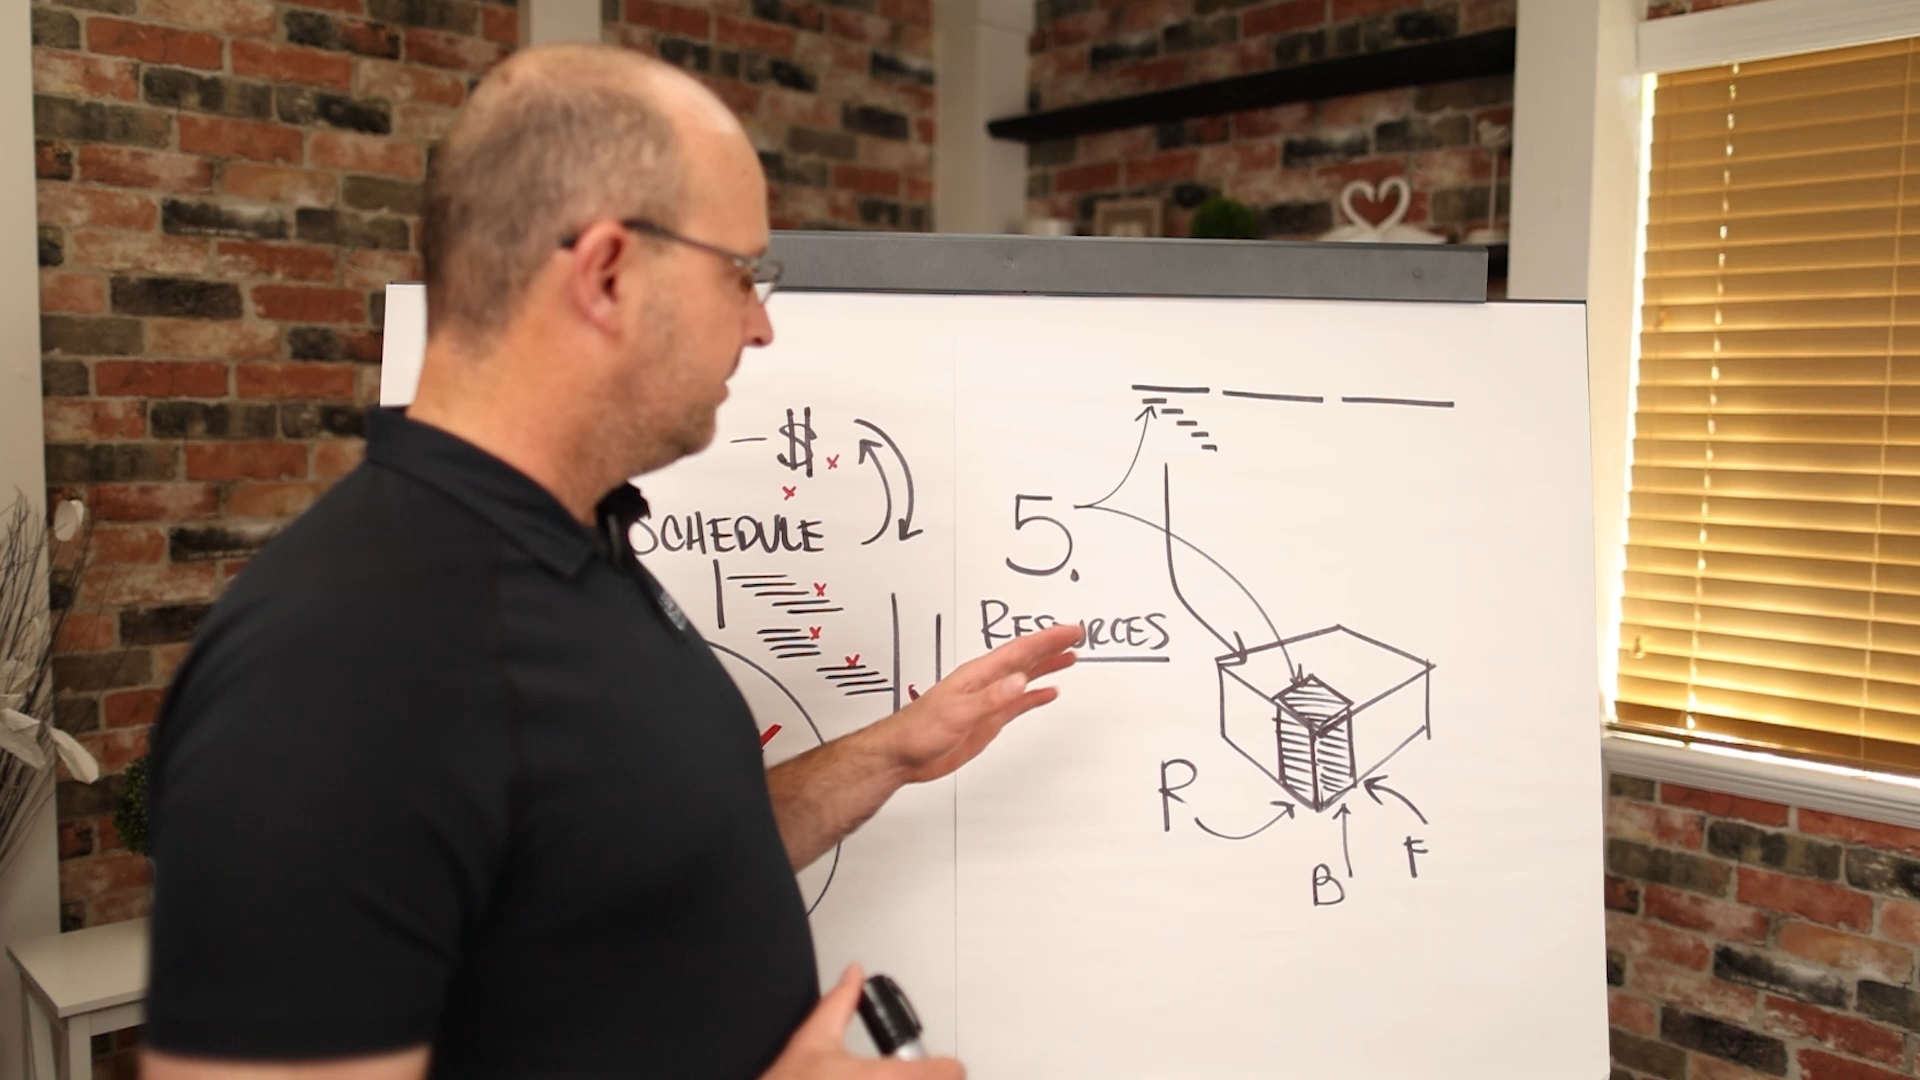 - $
SCHEDULE
5.
RESOURCES
R
B
F